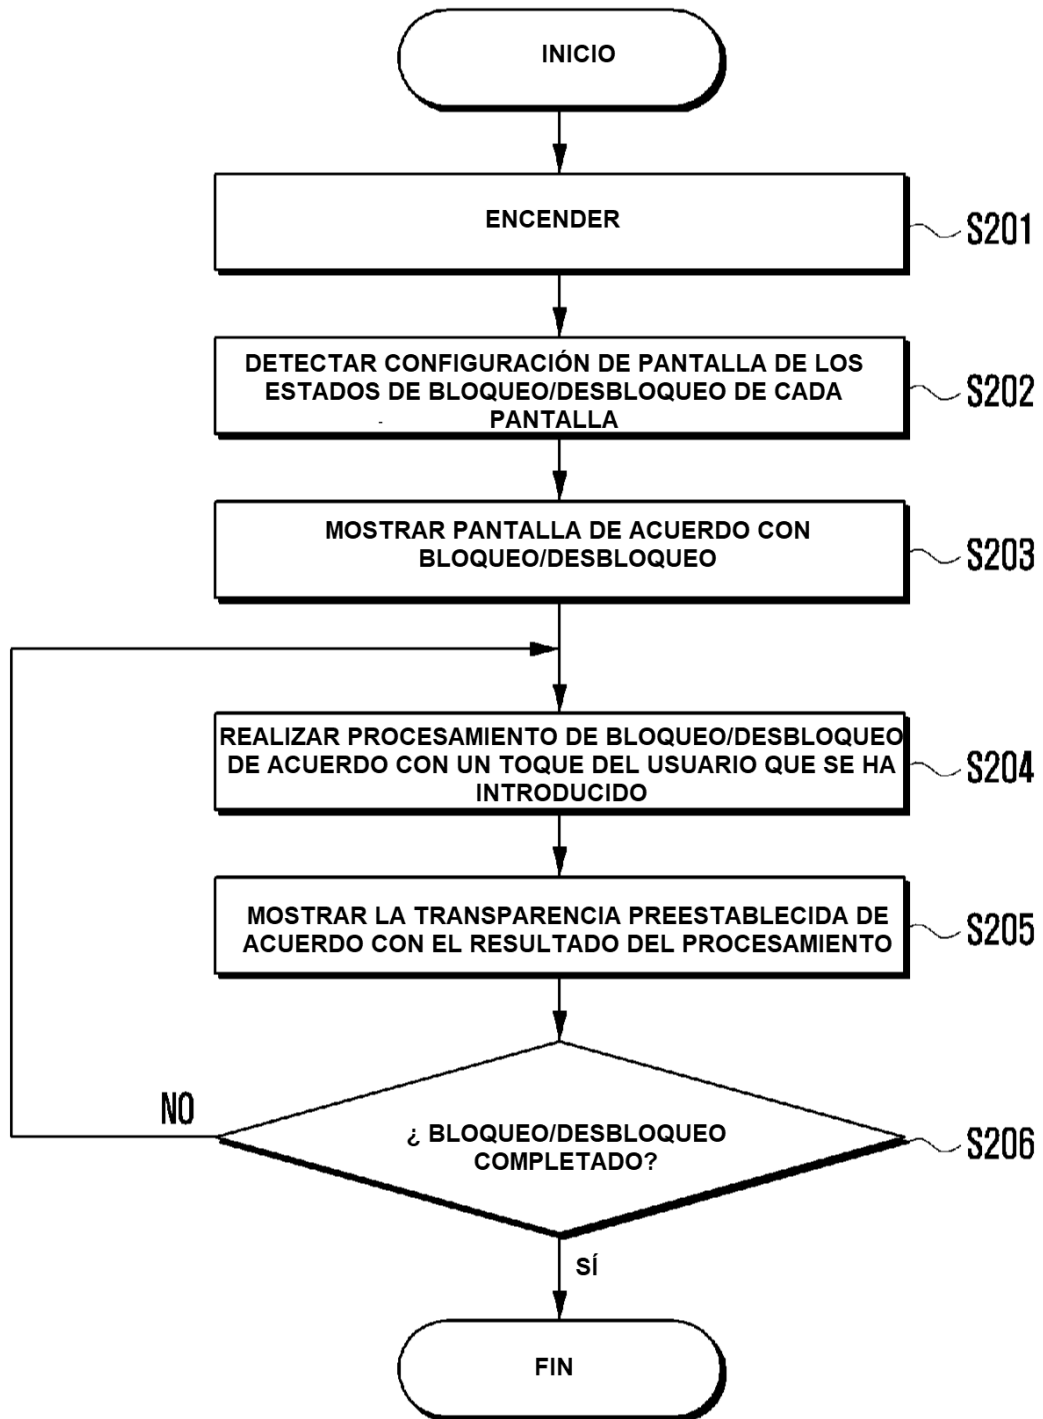 INICIO
ENCENDER
S201
DETECTAR CONFIGURACIÓN DE PANTALLA DE LOS
ESTADOS DE BLOQUEO/DESBLOQUEO DE CADA
PANTALLA
S202
MOSTRAR PANTALLA DE ACUERDO CON
BLOQUEO/DESBLOQUEO
S203
REALIZAR PROCESAMIENTO DE BLOQUEO/DESBLOQUEO
DE ACUERDO CON UN TOQUE DEL USUARIO QUE SE HA
INTRODUCIDO
S204
MOSTRAR LA TRANSPARENCIA PREESTABLECIDA DE
ACUERDO CON EL RESULTADO DEL PROCESAMIENTO
S205
NO
¿ BLOQUEO/DESBLOQUEO
COMPLETADO?
S206
SÍ
FIN